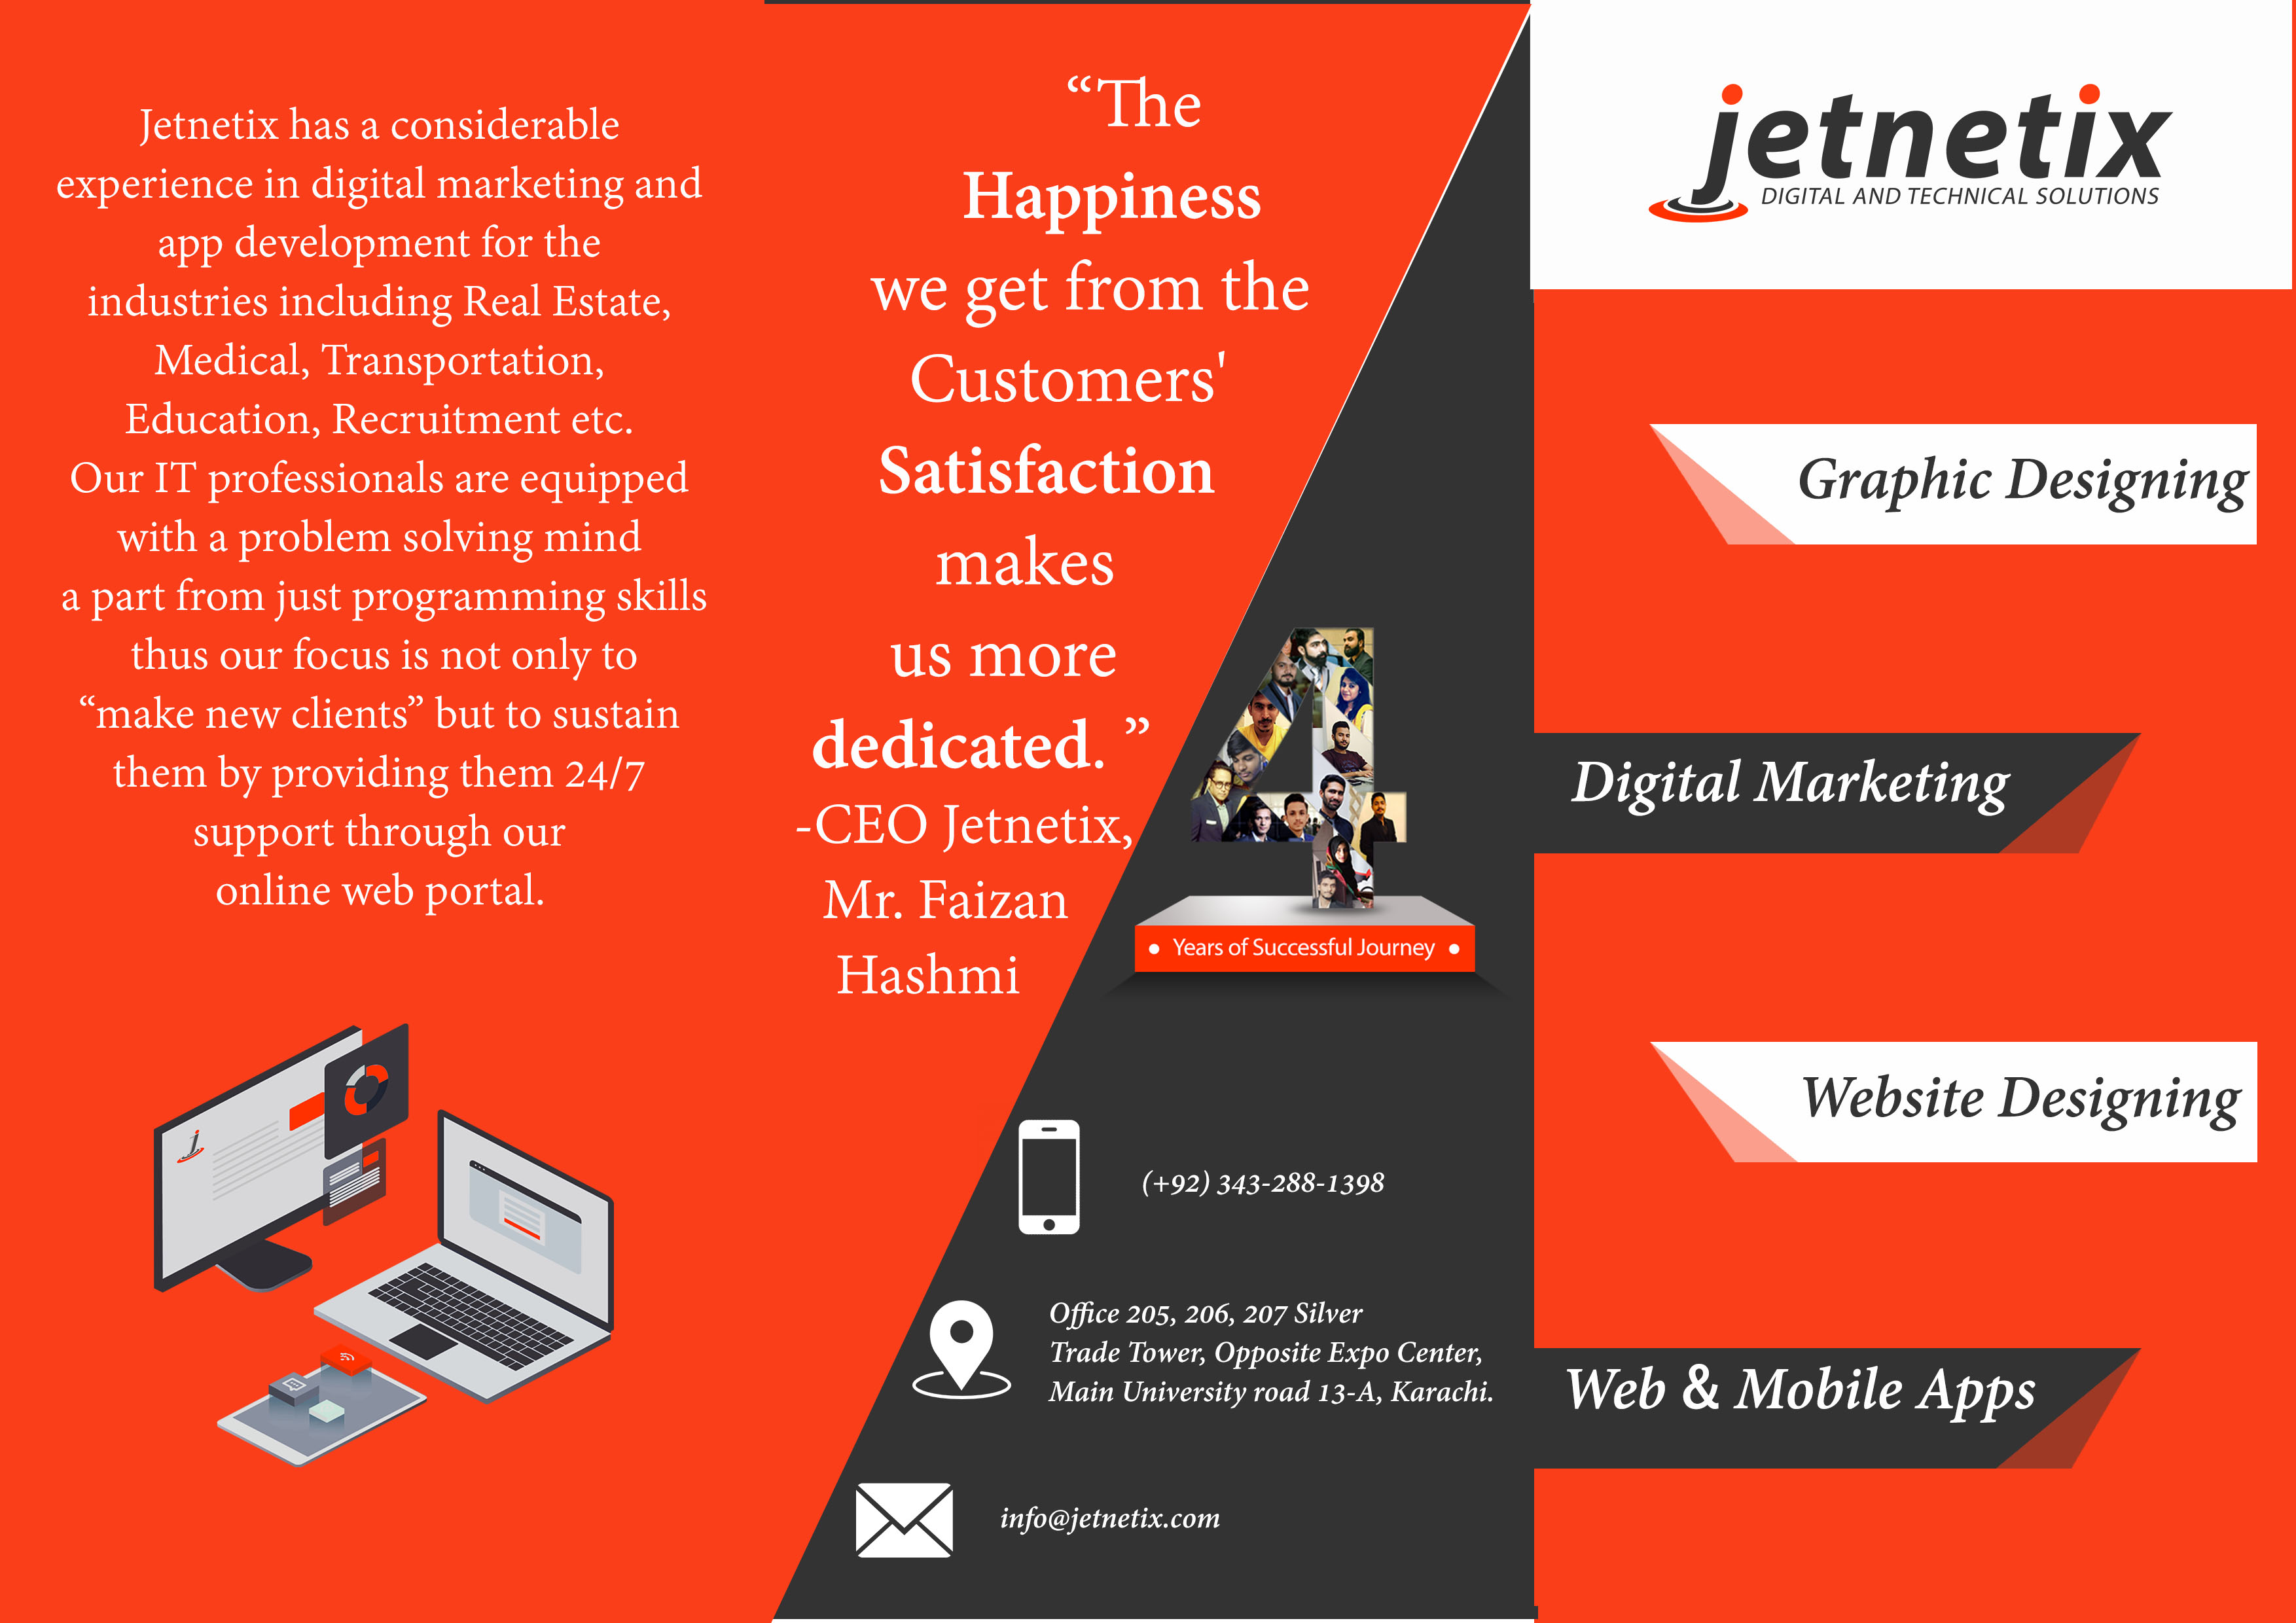 Jetnetix has a considerable
experience in digital marketing and
app development for the
industries including Real Estate,
Medical, Transportation,
Education, Recruitment etc.
Our IT professionals are equipped
with a problem solving mind
a part from just programming skills
thus our focus is not only to
“make new clients” but to sustain
them by providing them 24/7
support through our
online web portal.
“The
Happiness
we get from the
Customers'
Satisfaction
makes
us more
dedicated. ”
-CEO Jetnetix,
Mr. Faizan
Hashmi
4
• Years of Successful Journey •
(+92) 343-288-1398
Office 205, 206, 207 Silver
Trade Tower, Opposite Expo Center,
Main University road 13-A, Karachi.
info@jetnetix.com
jetnetix
DIGITAL AND TECHNICAL SOLUTIONS
Graphic Designing
Digital Marketing
Website Designing
Web & Mobile Apps